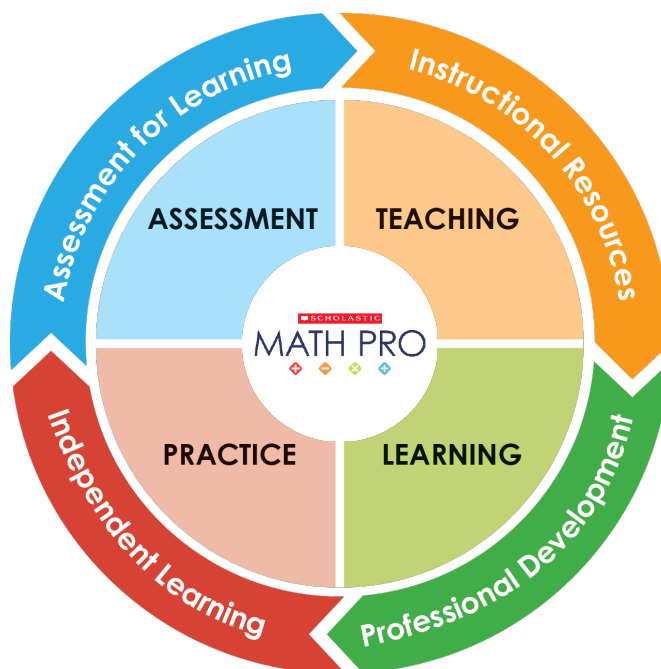 Assessment for Learning
Instructional Resources
ASSESSMENT
TEACHING
SCHOLASTIC
MATH PRO
PRACTICE
LEARNING
Independent Learning
Professional Development